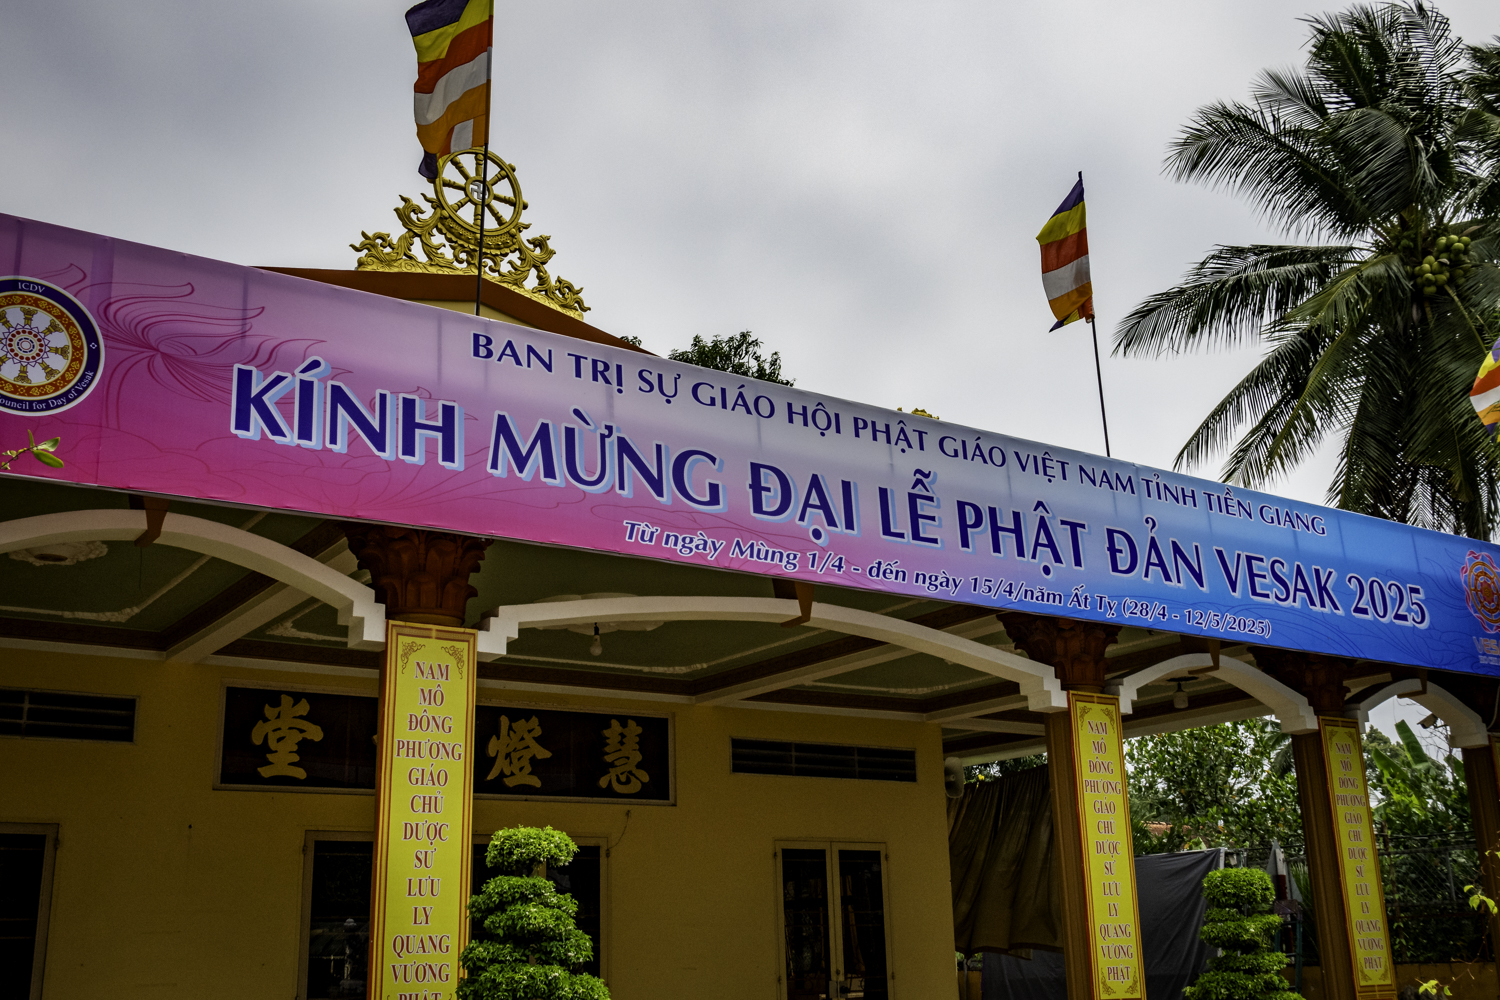 ICDV
ouncil for Day of Vesak
BAN TRỊ SỰ GIÁO HỘI PHẬT GIÁO VIỆT NAM TỈNH TIỀN GIANG
KÍNH MỪNG ĐẠI LỄ PHẬT ĐẢN VESAK 2025
Từ ngày Mùng 1/4 - đến ngày 15/4/năm Ất Tỵ (28/4 - 12/5/2025)
堂 燈 慧
NAM
MÔ
ĐÔNG
PHƯƠNG
GIÁO
CHỦ
DƯỢC
SƯ
LƯU
LY
QUANG
VƯƠNG
PHẬT
NAM
MÔ
ĐÔNG
PHƯƠNG
GIÁO
CHỦ
DƯỢC
SƯ
LƯU
LY
QUANG
VƯƠNG
PHẬT
NAM
MÔ
ĐÔNG
PHƯƠNG
GIÁO
CHỦ
DƯỢC
SƯ
LƯU
LY
QUANG
VƯƠNG
PHẬT